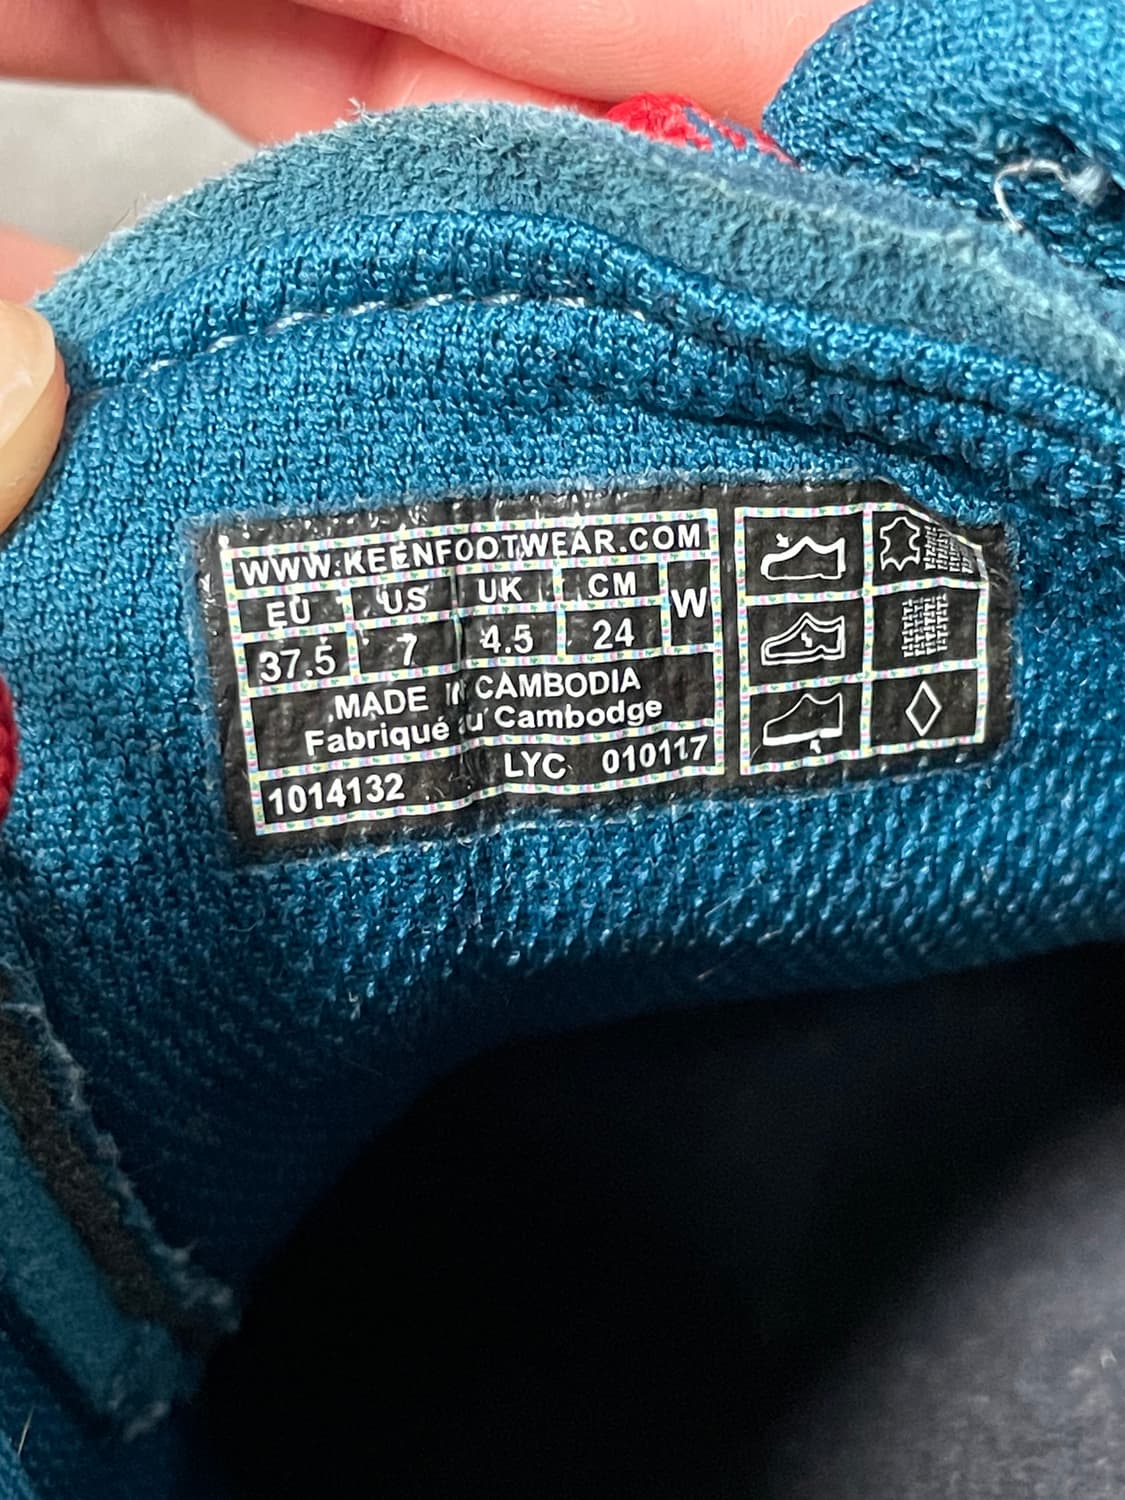 WWW.KEENFOOTWEAR.COM
EU US UK CM W
37.5 7 4.5 24
MADE IN CAMBODIA
Fabriqué au Cambodge
1014132 LYC 010117